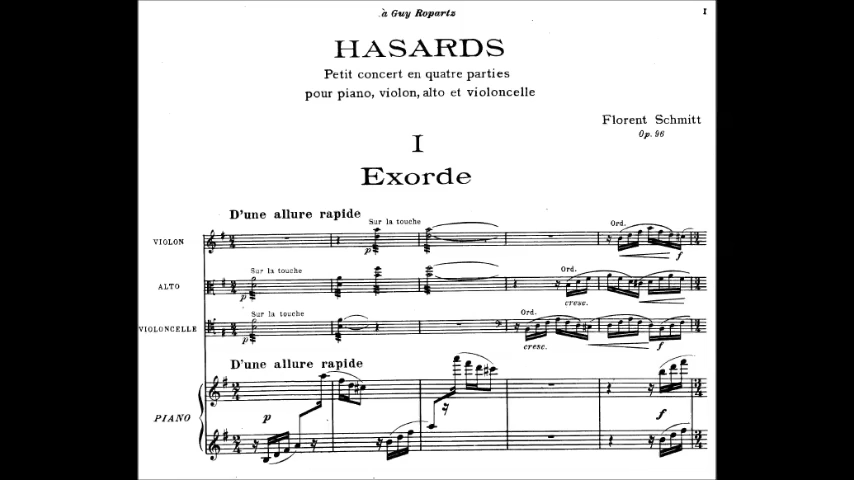 à Guy Ropartz
1
HASARDS
Petit concert en quatre parties
pour piano, violon, alto et violoncelle
Florent Schmitt
Op. 96
I
Exorde
D'une allure rapide
Sur la touche
Ord.
VIOLON
p
f
Sur la touche
Ord.
ALTO
p
cresc.
Sur la touche
Ord.
VIOLONCELLE
p
cresc.
f
D'une allure rapide
PIANO
p
f